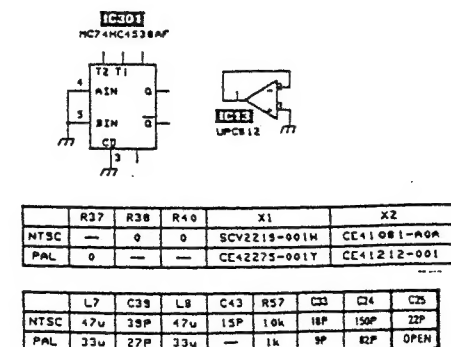 IC301
MC74HC4538AF
T2 T1
4 AIN Q
5 BIN Q
CD
3
IC13
1
UPC812
R37 R38 R40 X1 X2
NTSC — 0 0 SCV2219-001W CE41081-A0A
PAL 0 — — CE42275-001Y CE41212-001
L7 C39 L8 C43 R57 C33 C24 C25
NTSC 47u 39P 47u 15P 10k 18P 150P 22P
PAL 33u 27P 33u — 1k 9P 82P OPEN